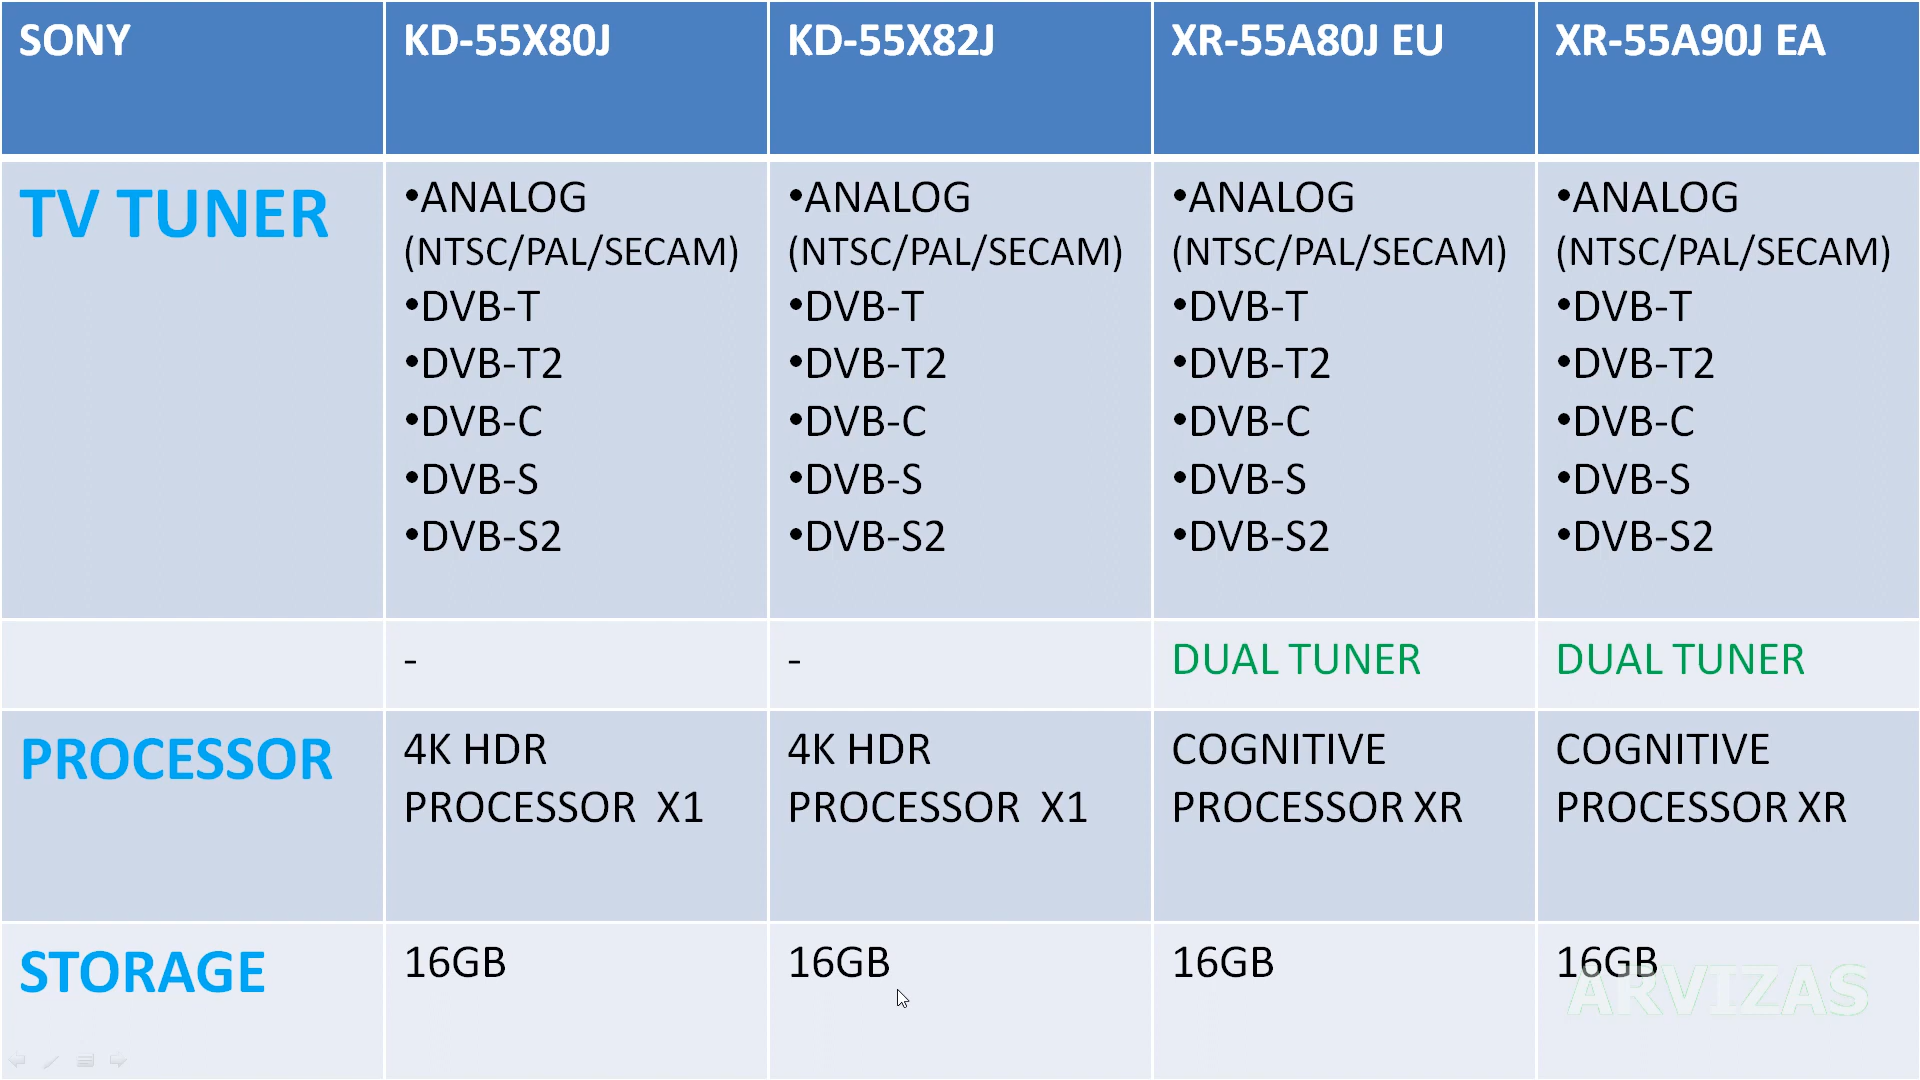 SONY
KD-55X80J
KD-55X82J
XR-55A80J EU
XR-55A90J EA
TV TUNER
•ANALOG
(NTSC/PAL/SECAM)
•DVB-T
•DVB-T2
•DVB-C
•DVB-S
•DVB-S2
•ANALOG
(NTSC/PAL/SECAM)
•DVB-T
•DVB-T2
•DVB-C
•DVB-S
•DVB-S2
•ANALOG
(NTSC/PAL/SECAM)
•DVB-T
•DVB-T2
•DVB-C
•DVB-S
•DVB-S2
•ANALOG
(NTSC/PAL/SECAM)
•DVB-T
•DVB-T2
•DVB-C
•DVB-S
•DVB-S2
-
-
DUAL TUNER
DUAL TUNER
PROCESSOR
4K HDR
PROCESSOR X1
4K HDR
PROCESSOR X1
COGNITIVE
PROCESSOR XR
COGNITIVE
PROCESSOR XR
STORAGE
16GB
16GB
16GB
16GB
ARVIZAS